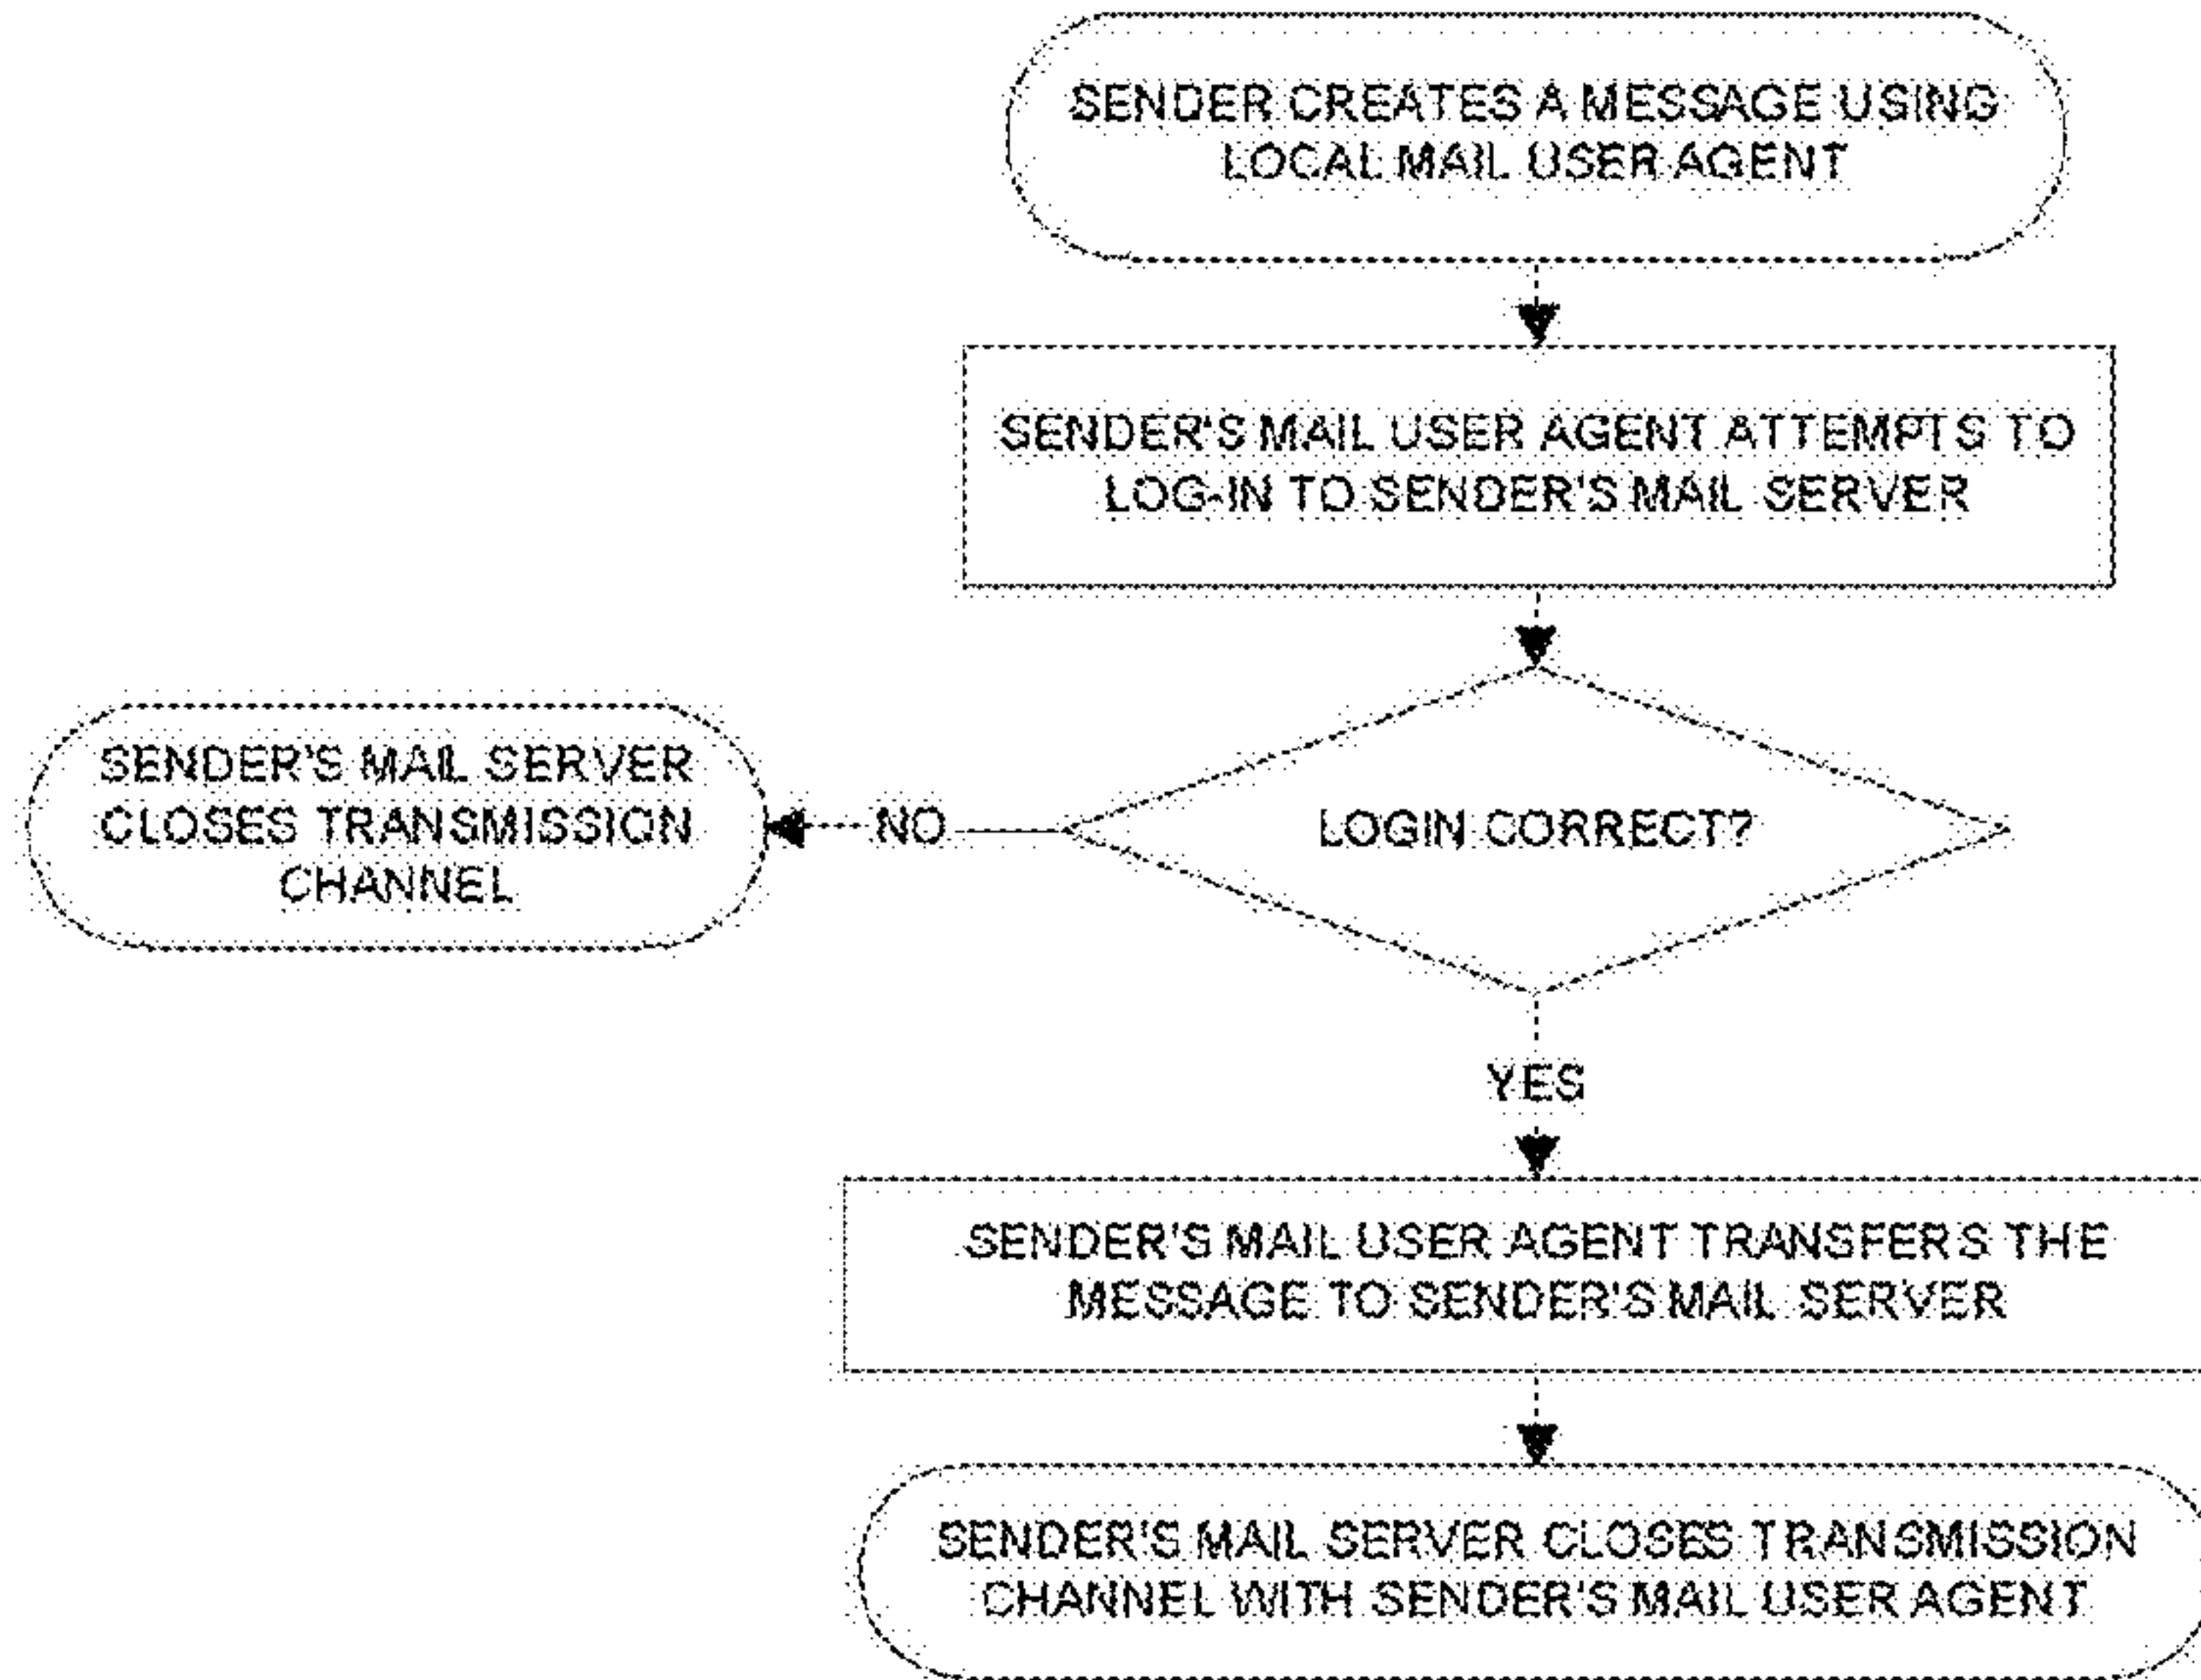 SENDER CREATES A MESSAGE USING
LOCAL MAIL USER AGENT
SENDER'S MAIL USER AGENT ATTEMPTS TO
LOG-IN TO SENDER'S MAIL SERVER
SENDER'S MAIL SERVER
CLOSES TRANSMISSION
CHANNEL
NO
LOGIN CORRECT?
YES
SENDER'S MAIL USER AGENT TRANSFERS THE
MESSAGE TO SENDER'S MAIL SERVER
SENDER'S MAIL SERVER CLOSES TRANSMISSION
CHANNEL WITH SENDER'S MAIL USER AGENT